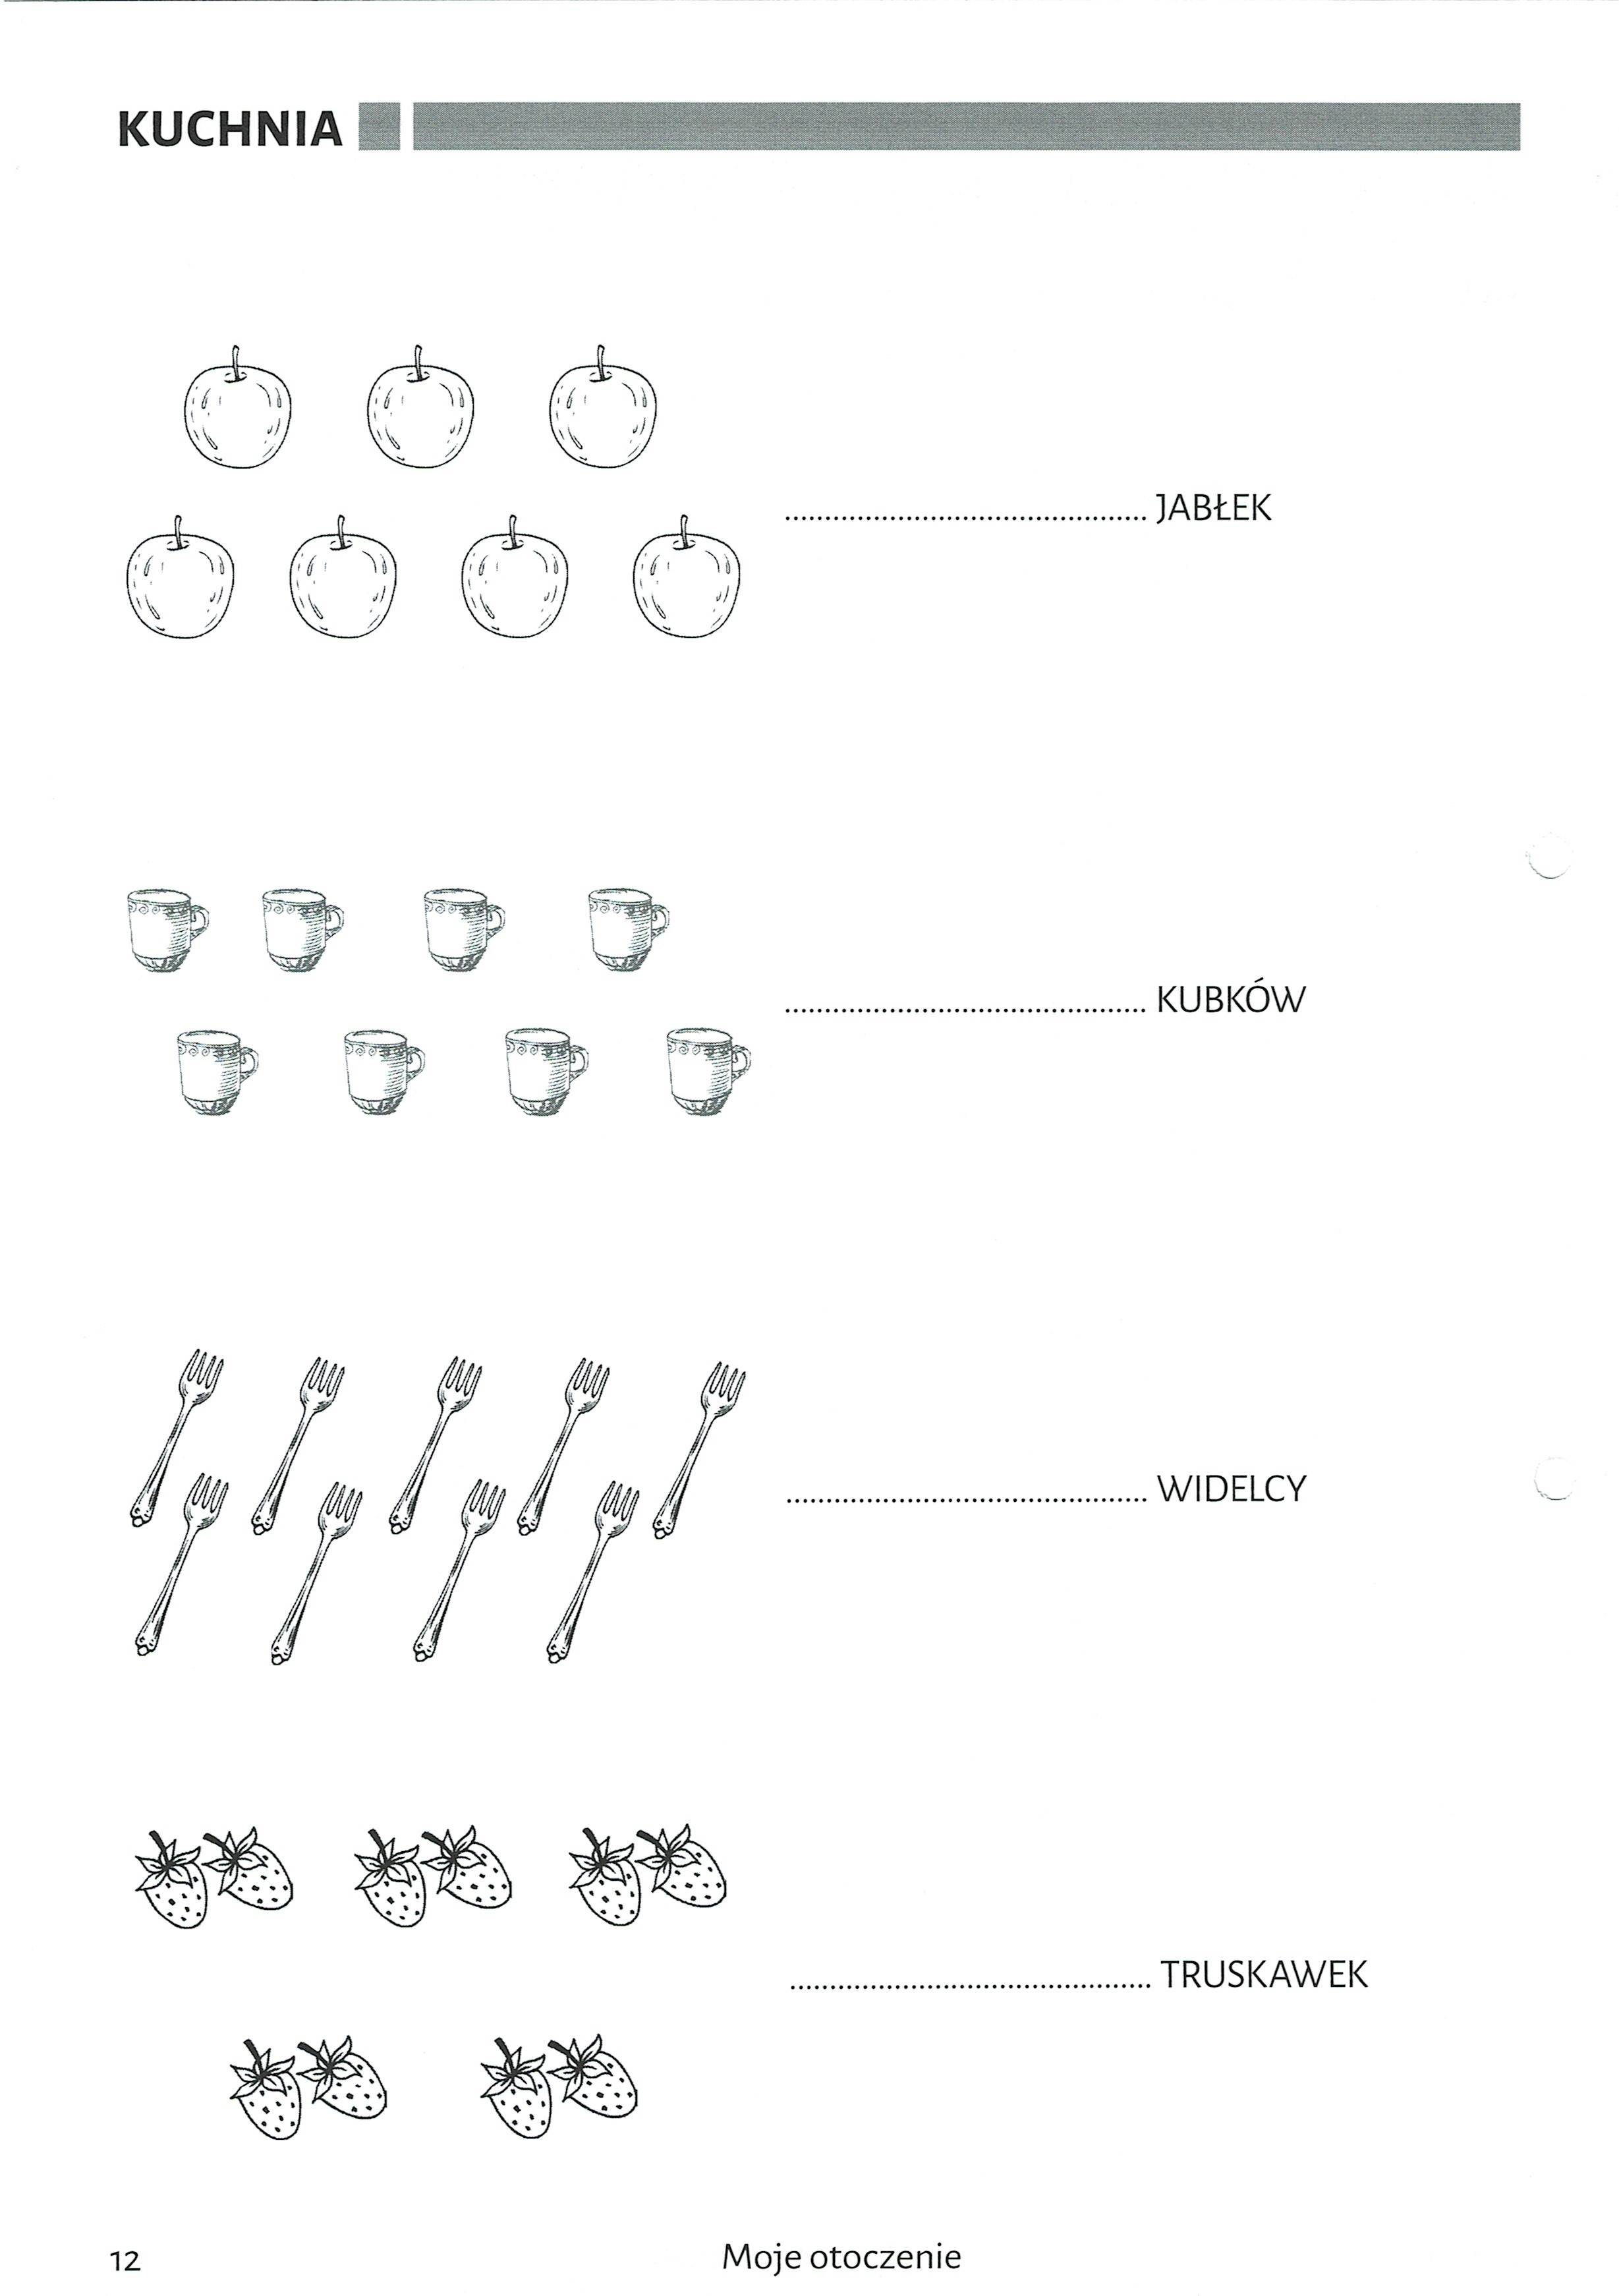 KUCHNIA
........................................ JABŁEK
........................................ KUBKÓW
........................................ WIDELCY
........................................ TRUSKAWEK
12
Moje otoczenie